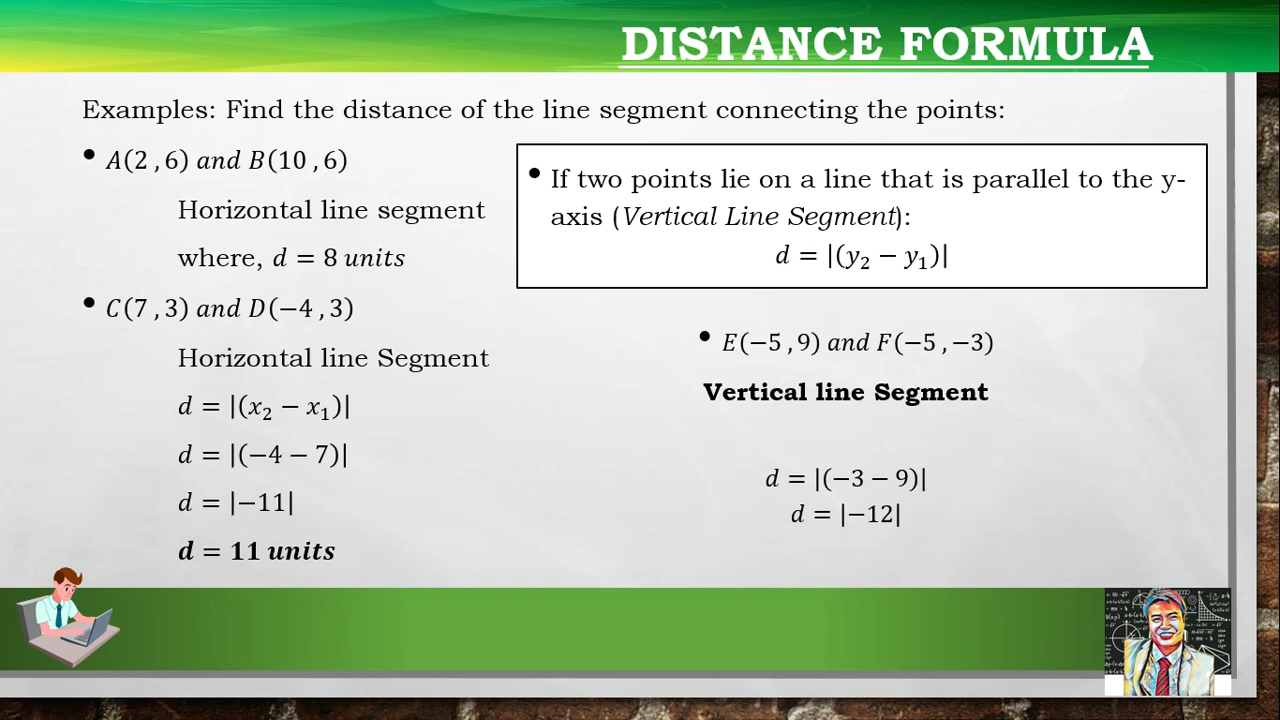 DISTANCE FORMULA
Examples: Find the distance of the line segment connecting the points:
• A(2 , 6) and B(10 , 6)
Horizontal line segment
where, d = 8 units
• C(7 , 3) and D(−4 , 3)
Horizontal line Segment
d = |(x₂ − x₁)|
d = |(−4 − 7)|
d = |−11|
d = 11 units
• If two points lie on a line that is parallel to the y-
axis (Vertical Line Segment):
d = |(y₂ − y₁)|
• E(−5 , 9) and F(−5 , −3)
Vertical line Segment
d = |(−3 − 9)|
d = |−12|